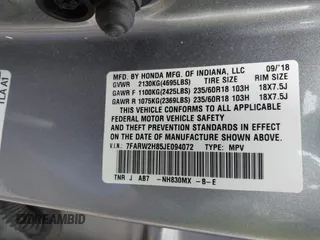 MFD. BY HONDA MFG. OF INDIANA, LLC 09/'18
GVWR 2130KG(4695LBS) TIRE SIZE RIM SIZE
GAWR F 1100KG(2425LBS) 235/60R18 103H 18X7.5J
GAWR R 1075KG(2369LBS) 235/60R18 103H 18X7.5J
THIS VEHICLE CONFORMS TO ALL APPLICABLE
FEDERAL MOTOR VEHICLE SAFETY, BUMPER,
AND THEFT PREVENTION STANDARDS IN EFFECT ON THE
DATE OF MANUFACTURE SHOWN ABOVE.
V.I.N.: 7FARW2H85JE094072 TYPE: MPV
TNR J AB7 -NH830MX -B-E
TLA A1